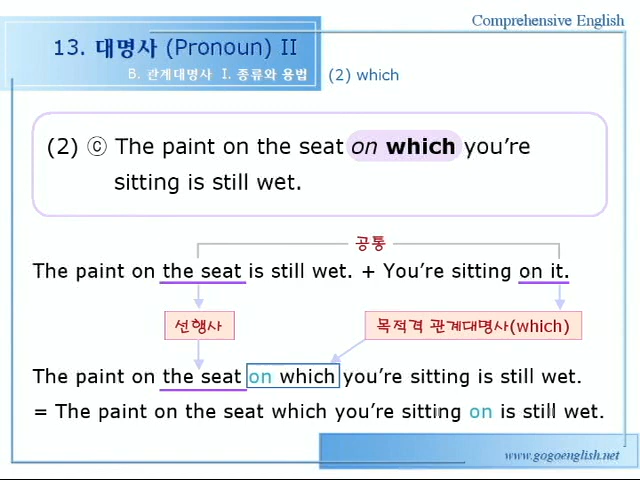 Comprehensive English
13. 대명사 (Pronoun) II
B. 관계대명사 I. 종류와 용법 (2) which
(2) ⓒ The paint on the seat on which you’re
sitting is still wet.
공통
The paint on the seat is still wet. + You’re sitting on it.
선행사 목적격 관계대명사(which)
The paint on the seat on which you’re sitting is still wet.
= The paint on the seat which you’re sitting on is still wet.
www.gogoenglish.net